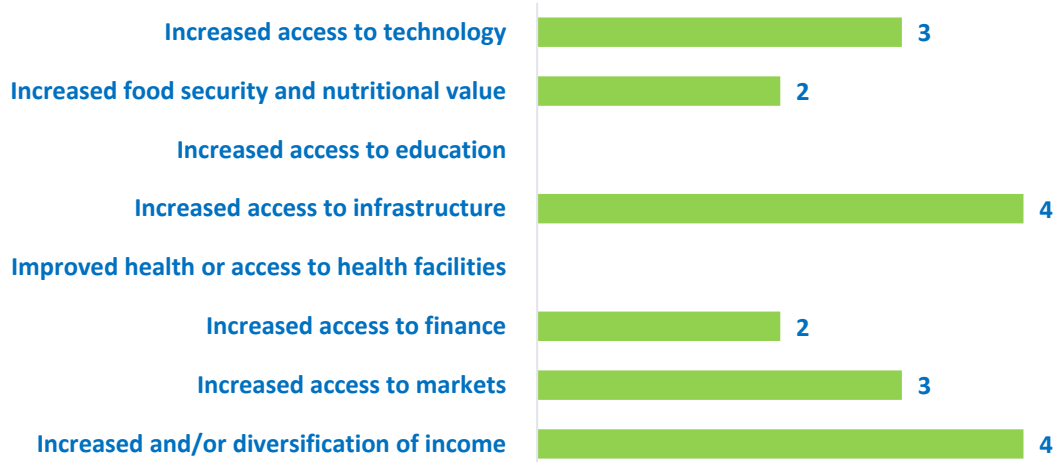 Increased access to technology 3
Increased food security and nutritional value 2
Increased access to education
Increased access to infrastructure 4
Improved health or access to health facilities
Increased access to finance 2
Increased access to markets 3
Increased and/or diversification of income 4